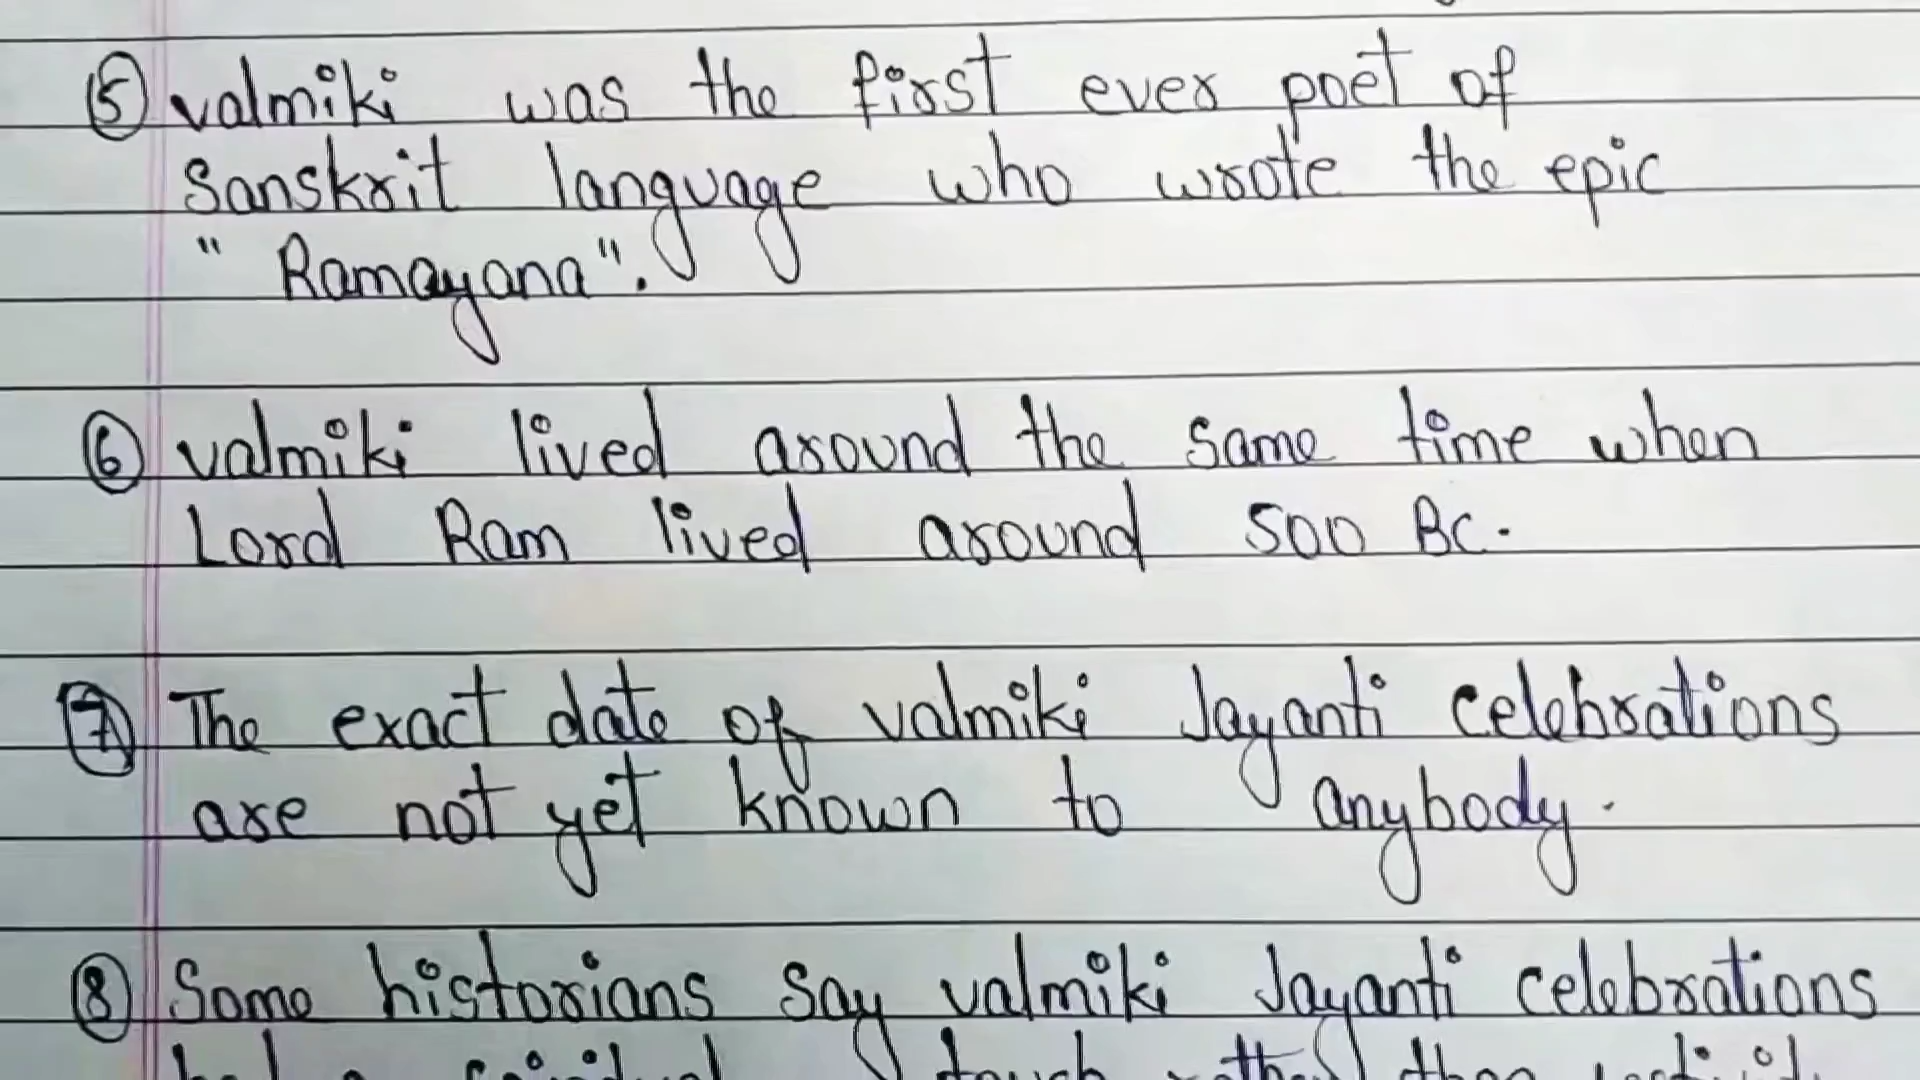 ⑤ valmiki was the first ever poet of
Sanskrit language who wrote the epic
" Ramayana".
⑥ valmiki lived around the same time when
Lord Ram lived around 500 BC.
⑦ The exact date of valmiki Jayanti celebrations
are not yet known to anybody.
⑧ Some historians say valmiki Jayanti celebrations